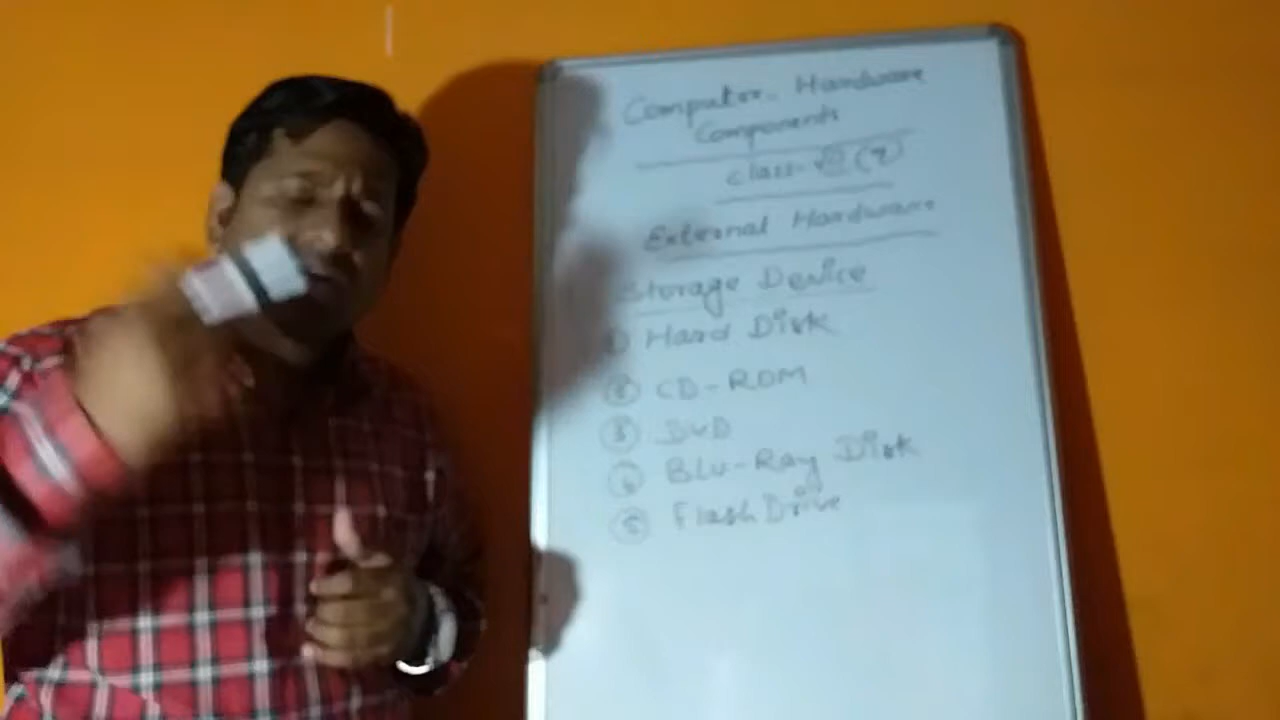 Computer Hardware
Components
class- VII (7)
External Hardware
Storage Device
① Hard Disk
② CD-ROM
③ DVD
④ BLU-Ray Disk
⑤ Flash Drive